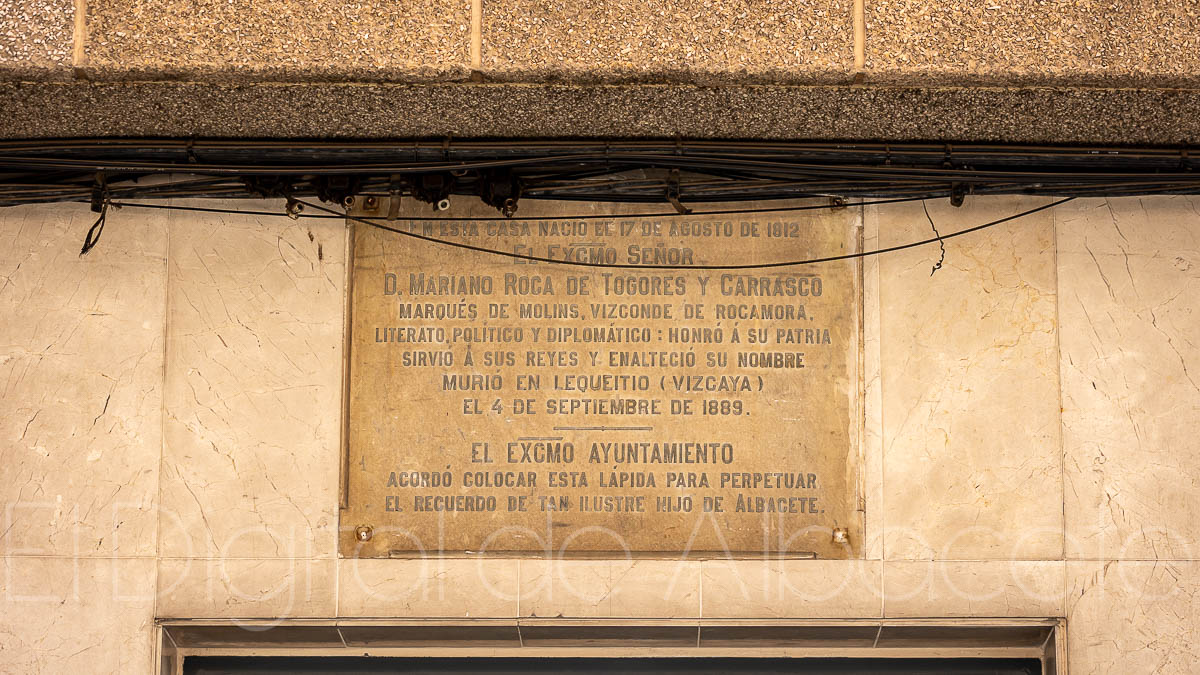 EN ESTA CASA NACIÓ EL 17 DE AGOSTO DE 1812
EL EXCMO SEÑOR
D. MARIANO ROCA DE TOGORES Y CARRASCO
MARQUÉS DE MOLINS, VIZCONDE DE ROCAMORA,
LITERATO, POLÍTICO Y DIPLOMÁTICO: HONRÓ Á SU PATRIA
SIRVIÓ Á SUS REYES Y ENALTECIÓ SU NOMBRE
MURIÓ EN LEQUEITIO (VIZCAYA)
EL 4 DE SEPTIEMBRE DE 1889.
EL EXCMO AYUNTAMIENTO
ACORDÓ COLOCAR ESTA LÁPIDA PARA PERPETUAR
EL RECUERDO DE TAN ILUSTRE HIJO DE ALBACETE.
El Digital de Albacete